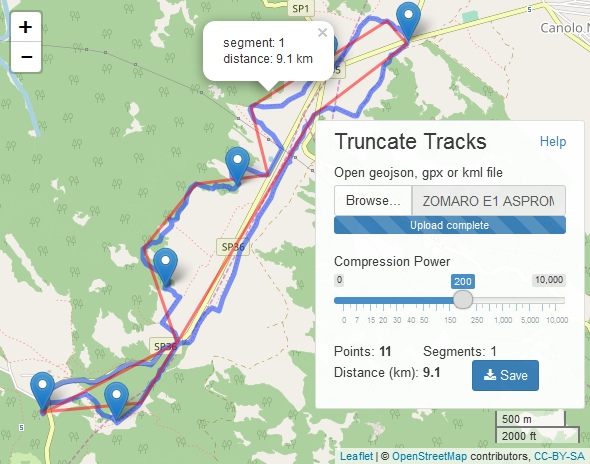 +
−
SP1
Canolo N
×
segment: 1
distance: 9.1 km
5
Truncate Tracks
Help
Open geojson, gpx or kml file
Browse... ZOMARO E1 ASPROM
Upload complete
Compression Power
0 200 10,000
0 7 15 20 30 40 50 150 250 1,000 5,000 10,000
Points: 11 Segments: 1
Distance (km): 9.1
Save
SP36
SP36
5
5
500 m
2000 ft
Leaflet | © OpenStreetMap contributors, CC-BY-SA